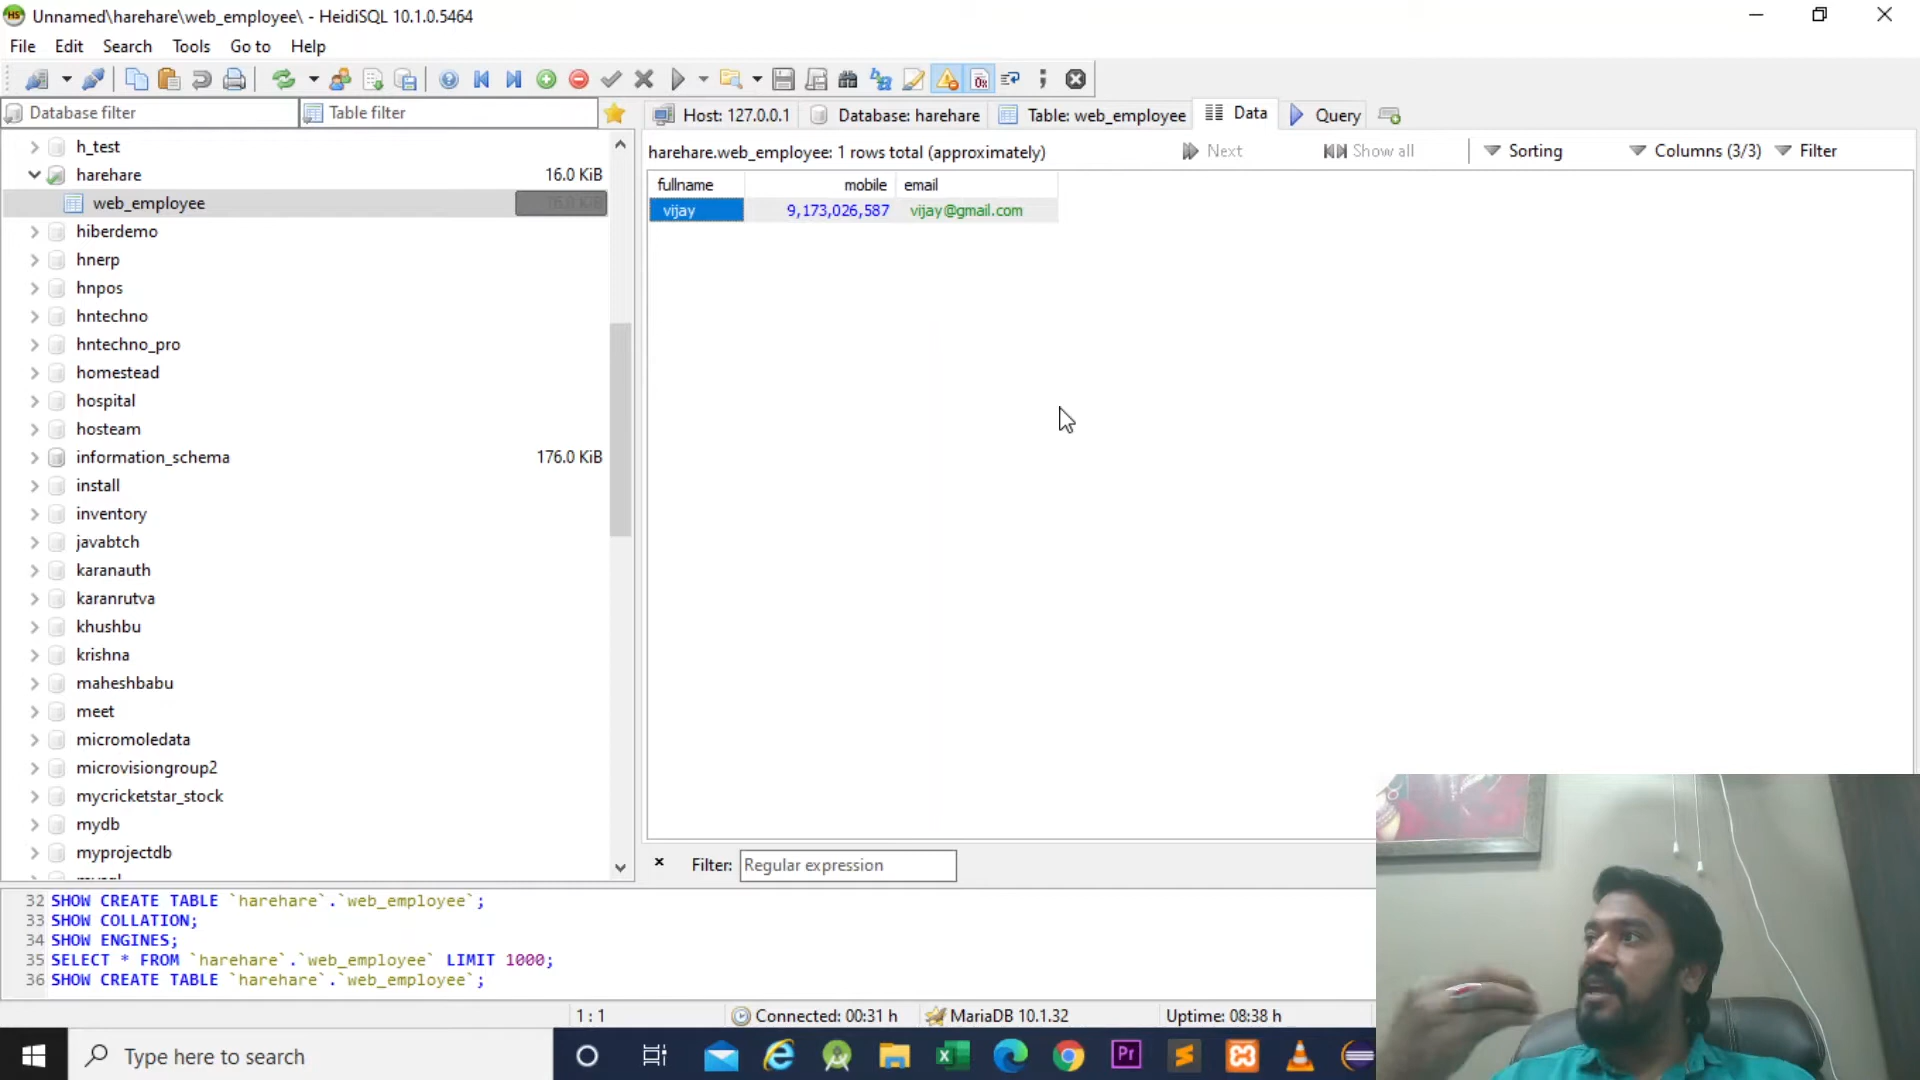 Unnamed\harehare\web_employee\ - HeidiSQL 10.1.0.5464
File Edit Search Tools Go to Help
Database filter Table filter
Host: 127.0.0.1 Database: harehare Table: web_employee Data Query
harehare.web_employee: 1 rows total (approximately) Next Show all Sorting Columns (3/3) Filter
fullname mobile email
vijay 9,173,026,587 vijay@gmail.com
h_test
harehare 16.0 KiB
web_employee 16.0 KiB
hiberdemo
hnerp
hnpos
hntechno
hntechno_pro
homestead
hospital
hosteam
information_schema 176.0 KiB
install
inventory
javabtch
karanauth
karanrutva
khushbu
krishna
maheshbabu
meet
micromoledata
microvisiongroup2
mycricketstar_stock
mydb
myprojectdb
Filter: Regular expression
32 SHOW CREATE TABLE `harehare`.`web_employee`;
33 SHOW COLLATION;
34 SHOW ENGINES;
35 SELECT * FROM `harehare`.`web_employee` LIMIT 1000;
36 SHOW CREATE TABLE `harehare`.`web_employee`;
1 : 1 Connected: 00:31 h MariaDB 10.1.32 Uptime: 08:38 h
Type here to search
Pr